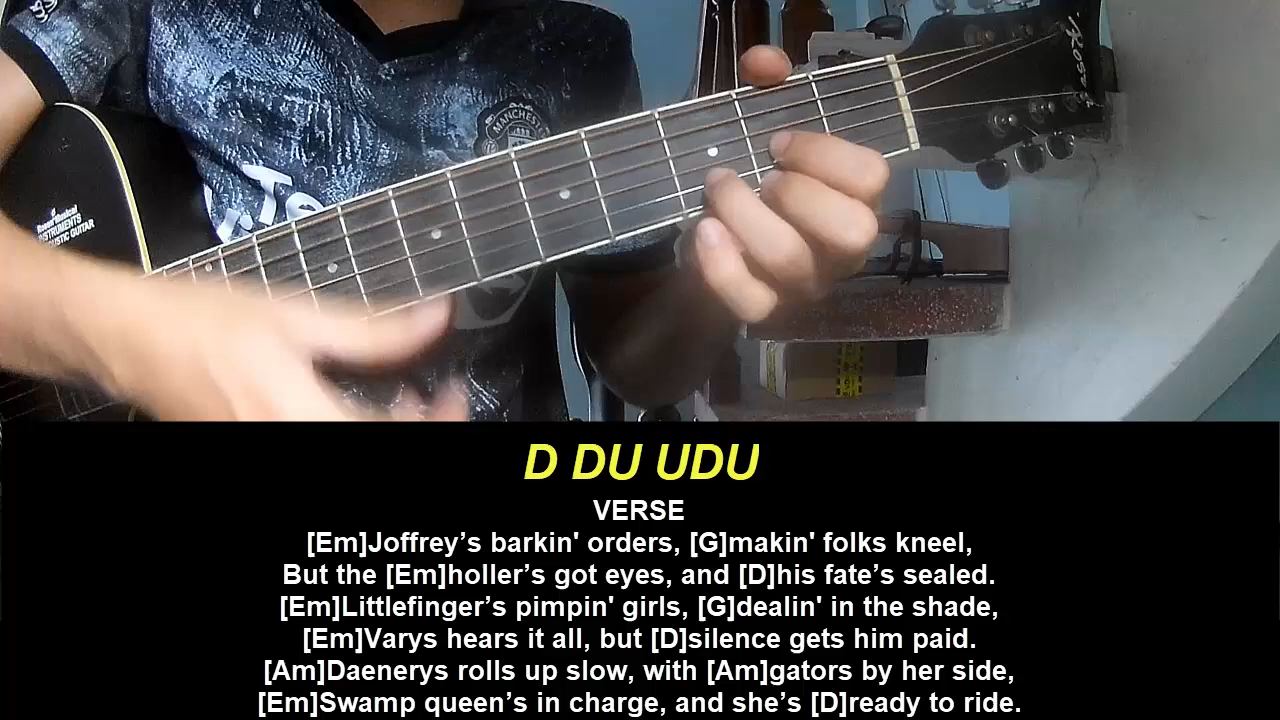 MANCHESTER
INSTRUMENTS
D DU UDU
VERSE
[Em]Joffrey’s barkin' orders, [G]makin' folks kneel,
But the [Em]holler’s got eyes, and [D]his fate’s sealed.
[Em]Littlefinger’s pimpin' girls, [G]dealin' in the shade,
[Em]Varys hears it all, but [D]silence gets him paid.
[Am]Daenerys rolls up slow, with [Am]gators by her side,
[Em]Swamp queen’s in charge, and she’s [D]ready to ride.